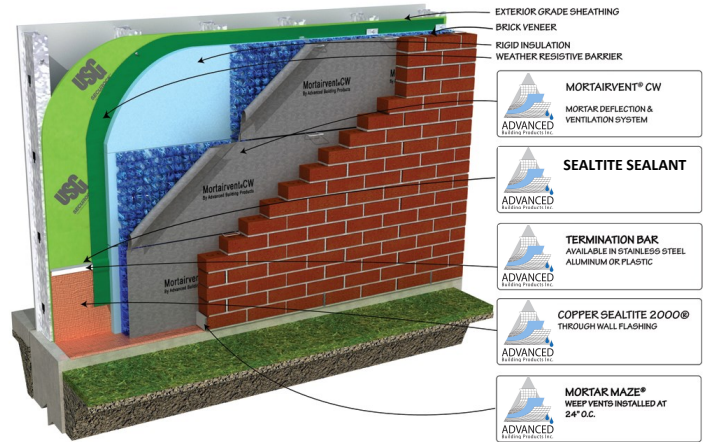 EXTERIOR GRADE SHEATHING
BRICK VENEER
RIGID INSULATION
WEATHER RESISTIVE BARRIER
MORTAIRVENT® CW
MORTAR DEFLECTION &
VENTILATION SYSTEM
ADVANCED
Building Products Inc.
SEALTITE SEALANT
ADVANCED
Building Products Inc.
TERMINATION BAR
AVAILABLE IN STAINLESS STEEL
ALUMINUM OR PLASTIC
ADVANCED
Building Products Inc.
COPPER SEALTITE 2000®
THROUGH WALL FLASHING
ADVANCED
Building Products Inc.
MORTAR MAZE®
WEEP VENTS INSTALLED AT
24" O.C.
ADVANCED
Building Products Inc.
USG
USG
Mortairvent®CW
By Advanced Building Products
Mortairvent®CW
By Advanced Building Products
Mortair
By Advanced